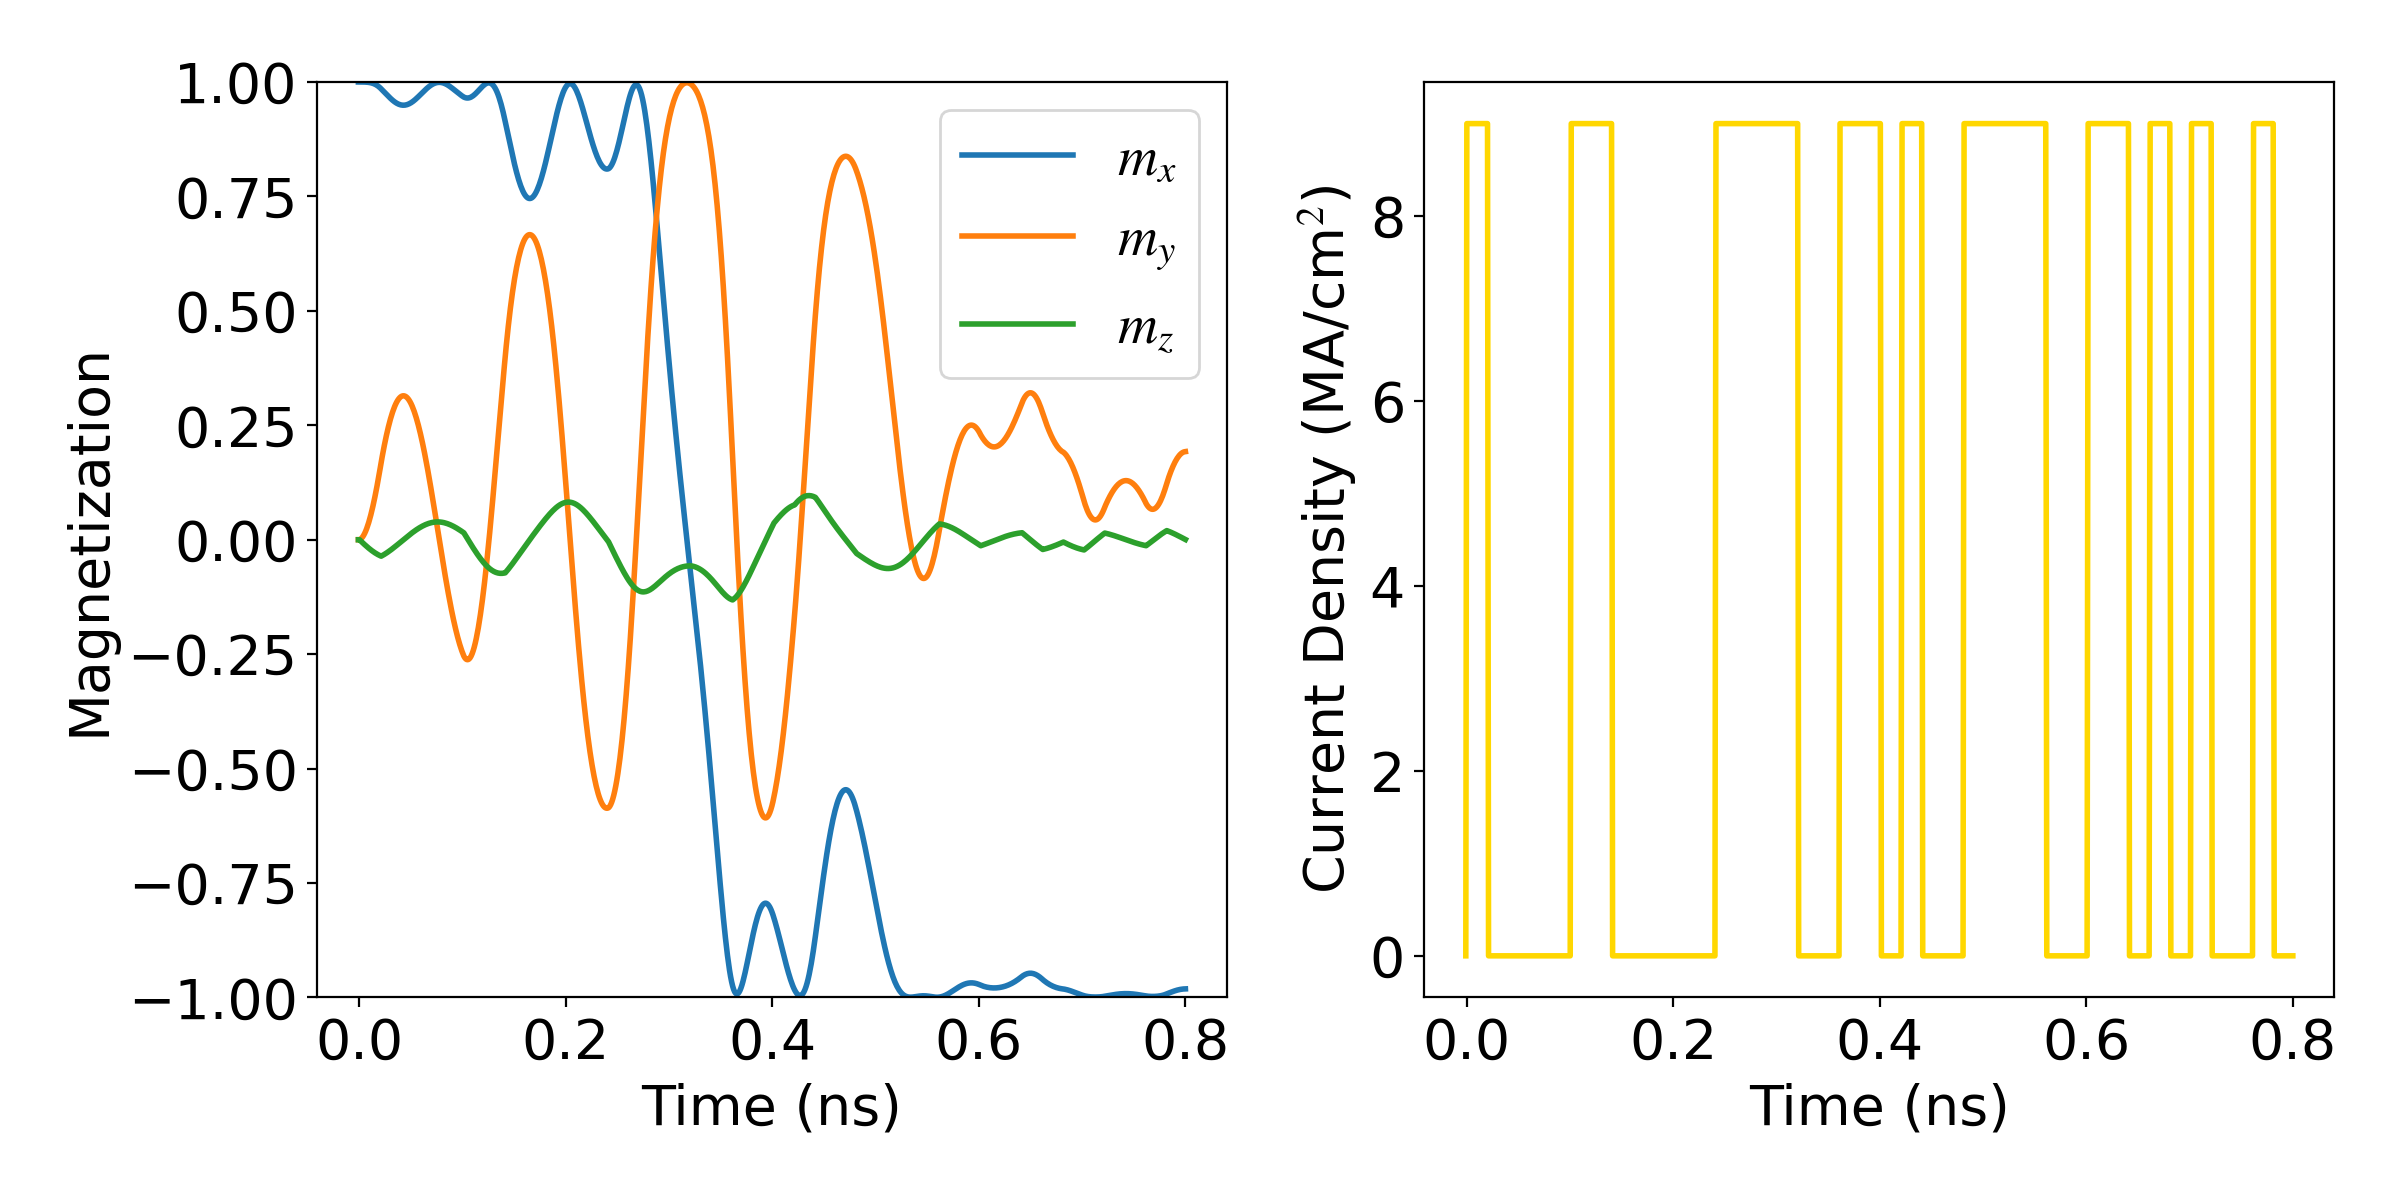 1.00
0.75
0.50
0.25
0.00
−0.25
−0.50
−0.75
−1.00
Magnetization
0.0 0.2 0.4 0.6 0.8
Time (ns)
m_x
m_y
m_z
8
6
4
2
0
Current Density (MA/cm²)
0.0 0.2 0.4 0.6 0.8
Time (ns)